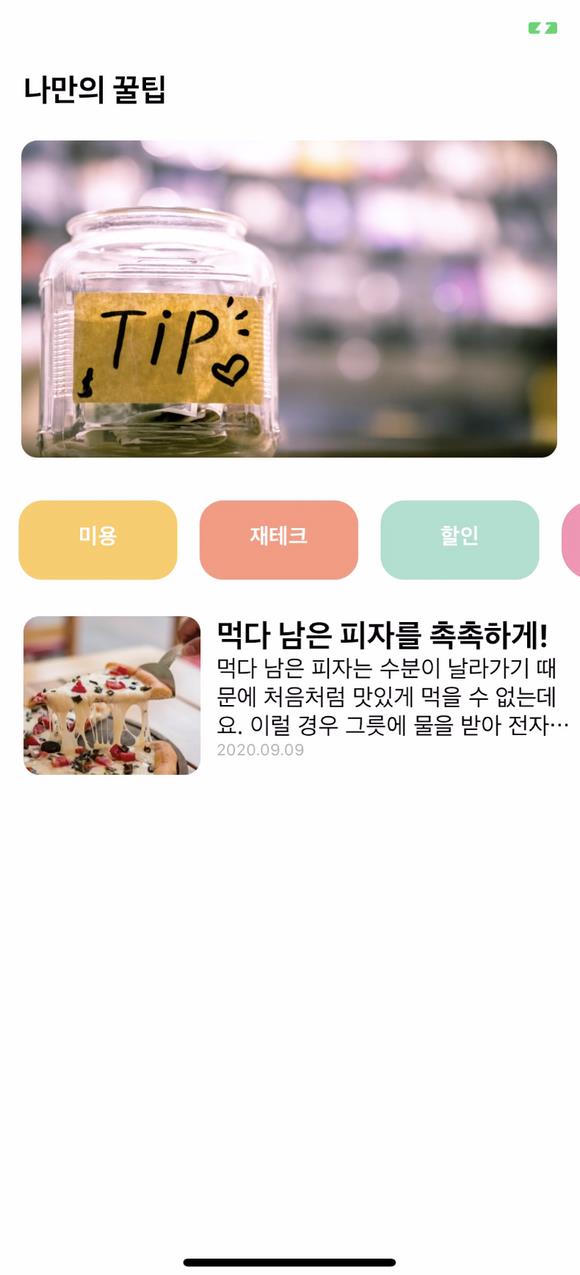 나만의 꿀팁
TiP
$
미용
재테크
할인
먹다 남은 피자를 촉촉하게!
먹다 남은 피자는 수분이 날라가기 때
문에 처음처럼 맛있게 먹을 수 없는데
요. 이럴 경우 그릇에 물을 받아 전자…
2020.09.09